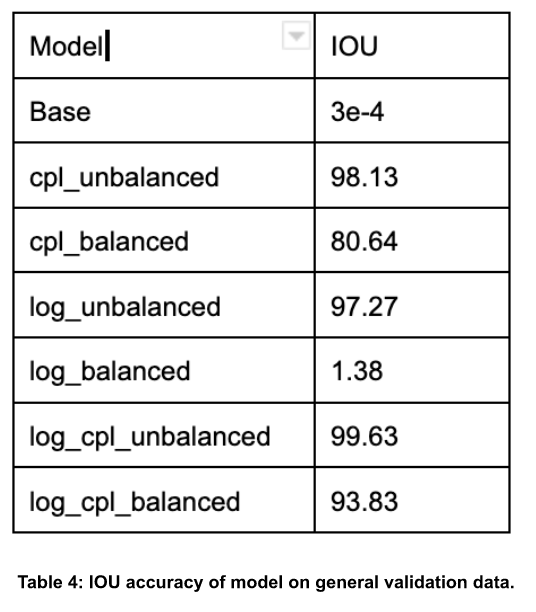 Model IOU
Base 3e-4
cpl_unbalanced 98.13
cpl_balanced 80.64
log_unbalanced 97.27
log_balanced 1.38
log_cpl_unbalanced 99.63
log_cpl_balanced 93.83
Table 4: IOU accuracy of model on general validation data.